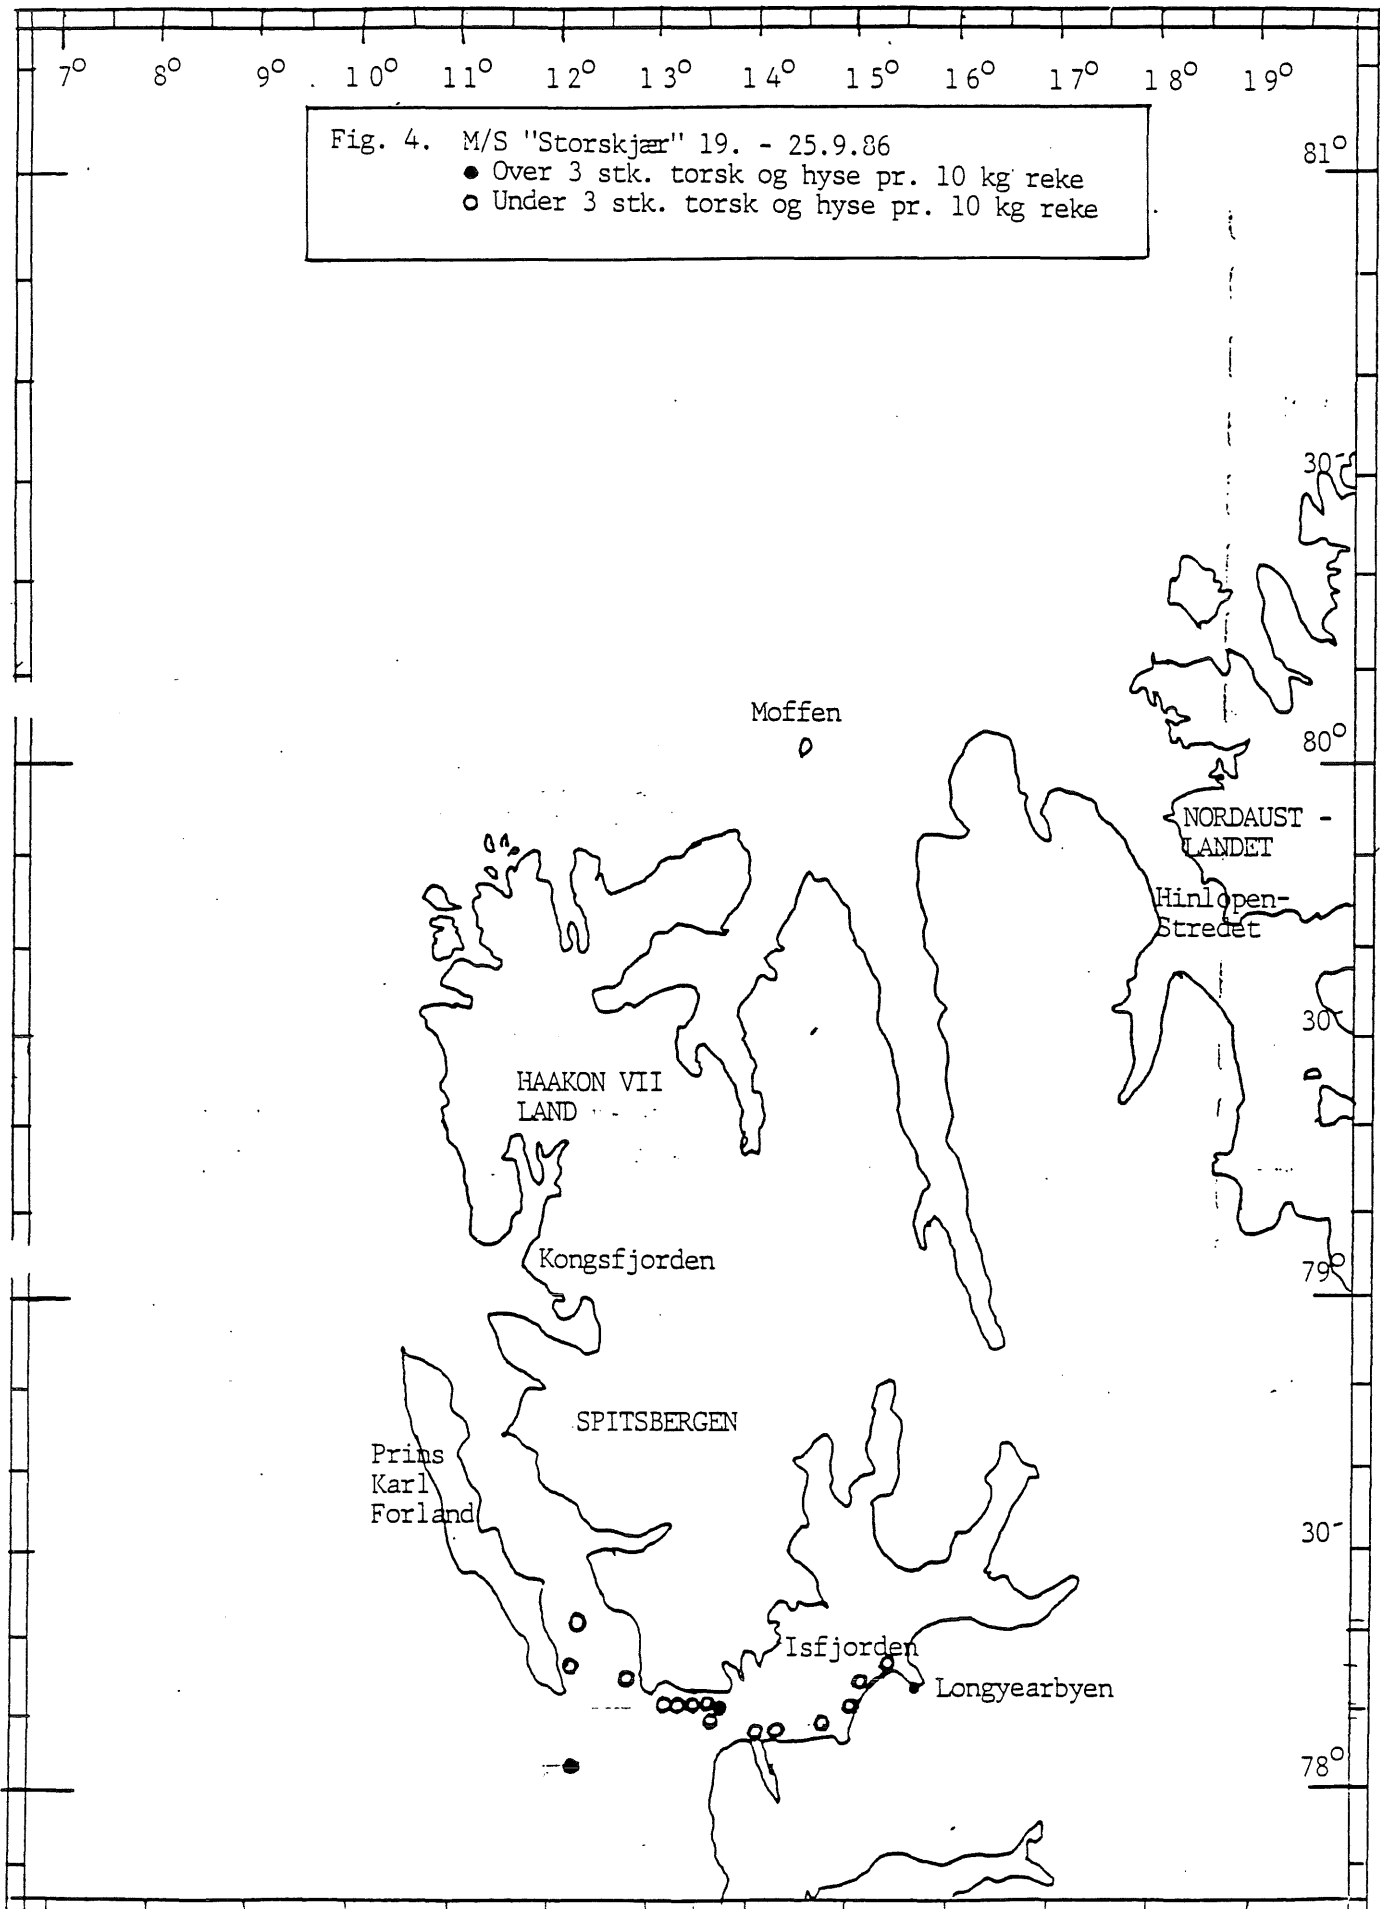 7° 8° 9° 10° 11° 12° 13° 14° 15° 16° 17° 18° 19°
Fig. 4. M/S "Storskjær" 19. - 25.9.86
● Over 3 stk. torsk og hyse pr. 10 kg reke
o Under 3 stk. torsk og hyse pr. 10 kg reke
81°
30'
Moffen
80°
NORDAUST -
LANDET
Hinlopen-
Stredet
30'
HAAKON VII
LAND
Kongsfjorden
79°
SPITSBERGEN
Prins
Karl
Forland
30'
Isfjorden
Longyearbyen
78°